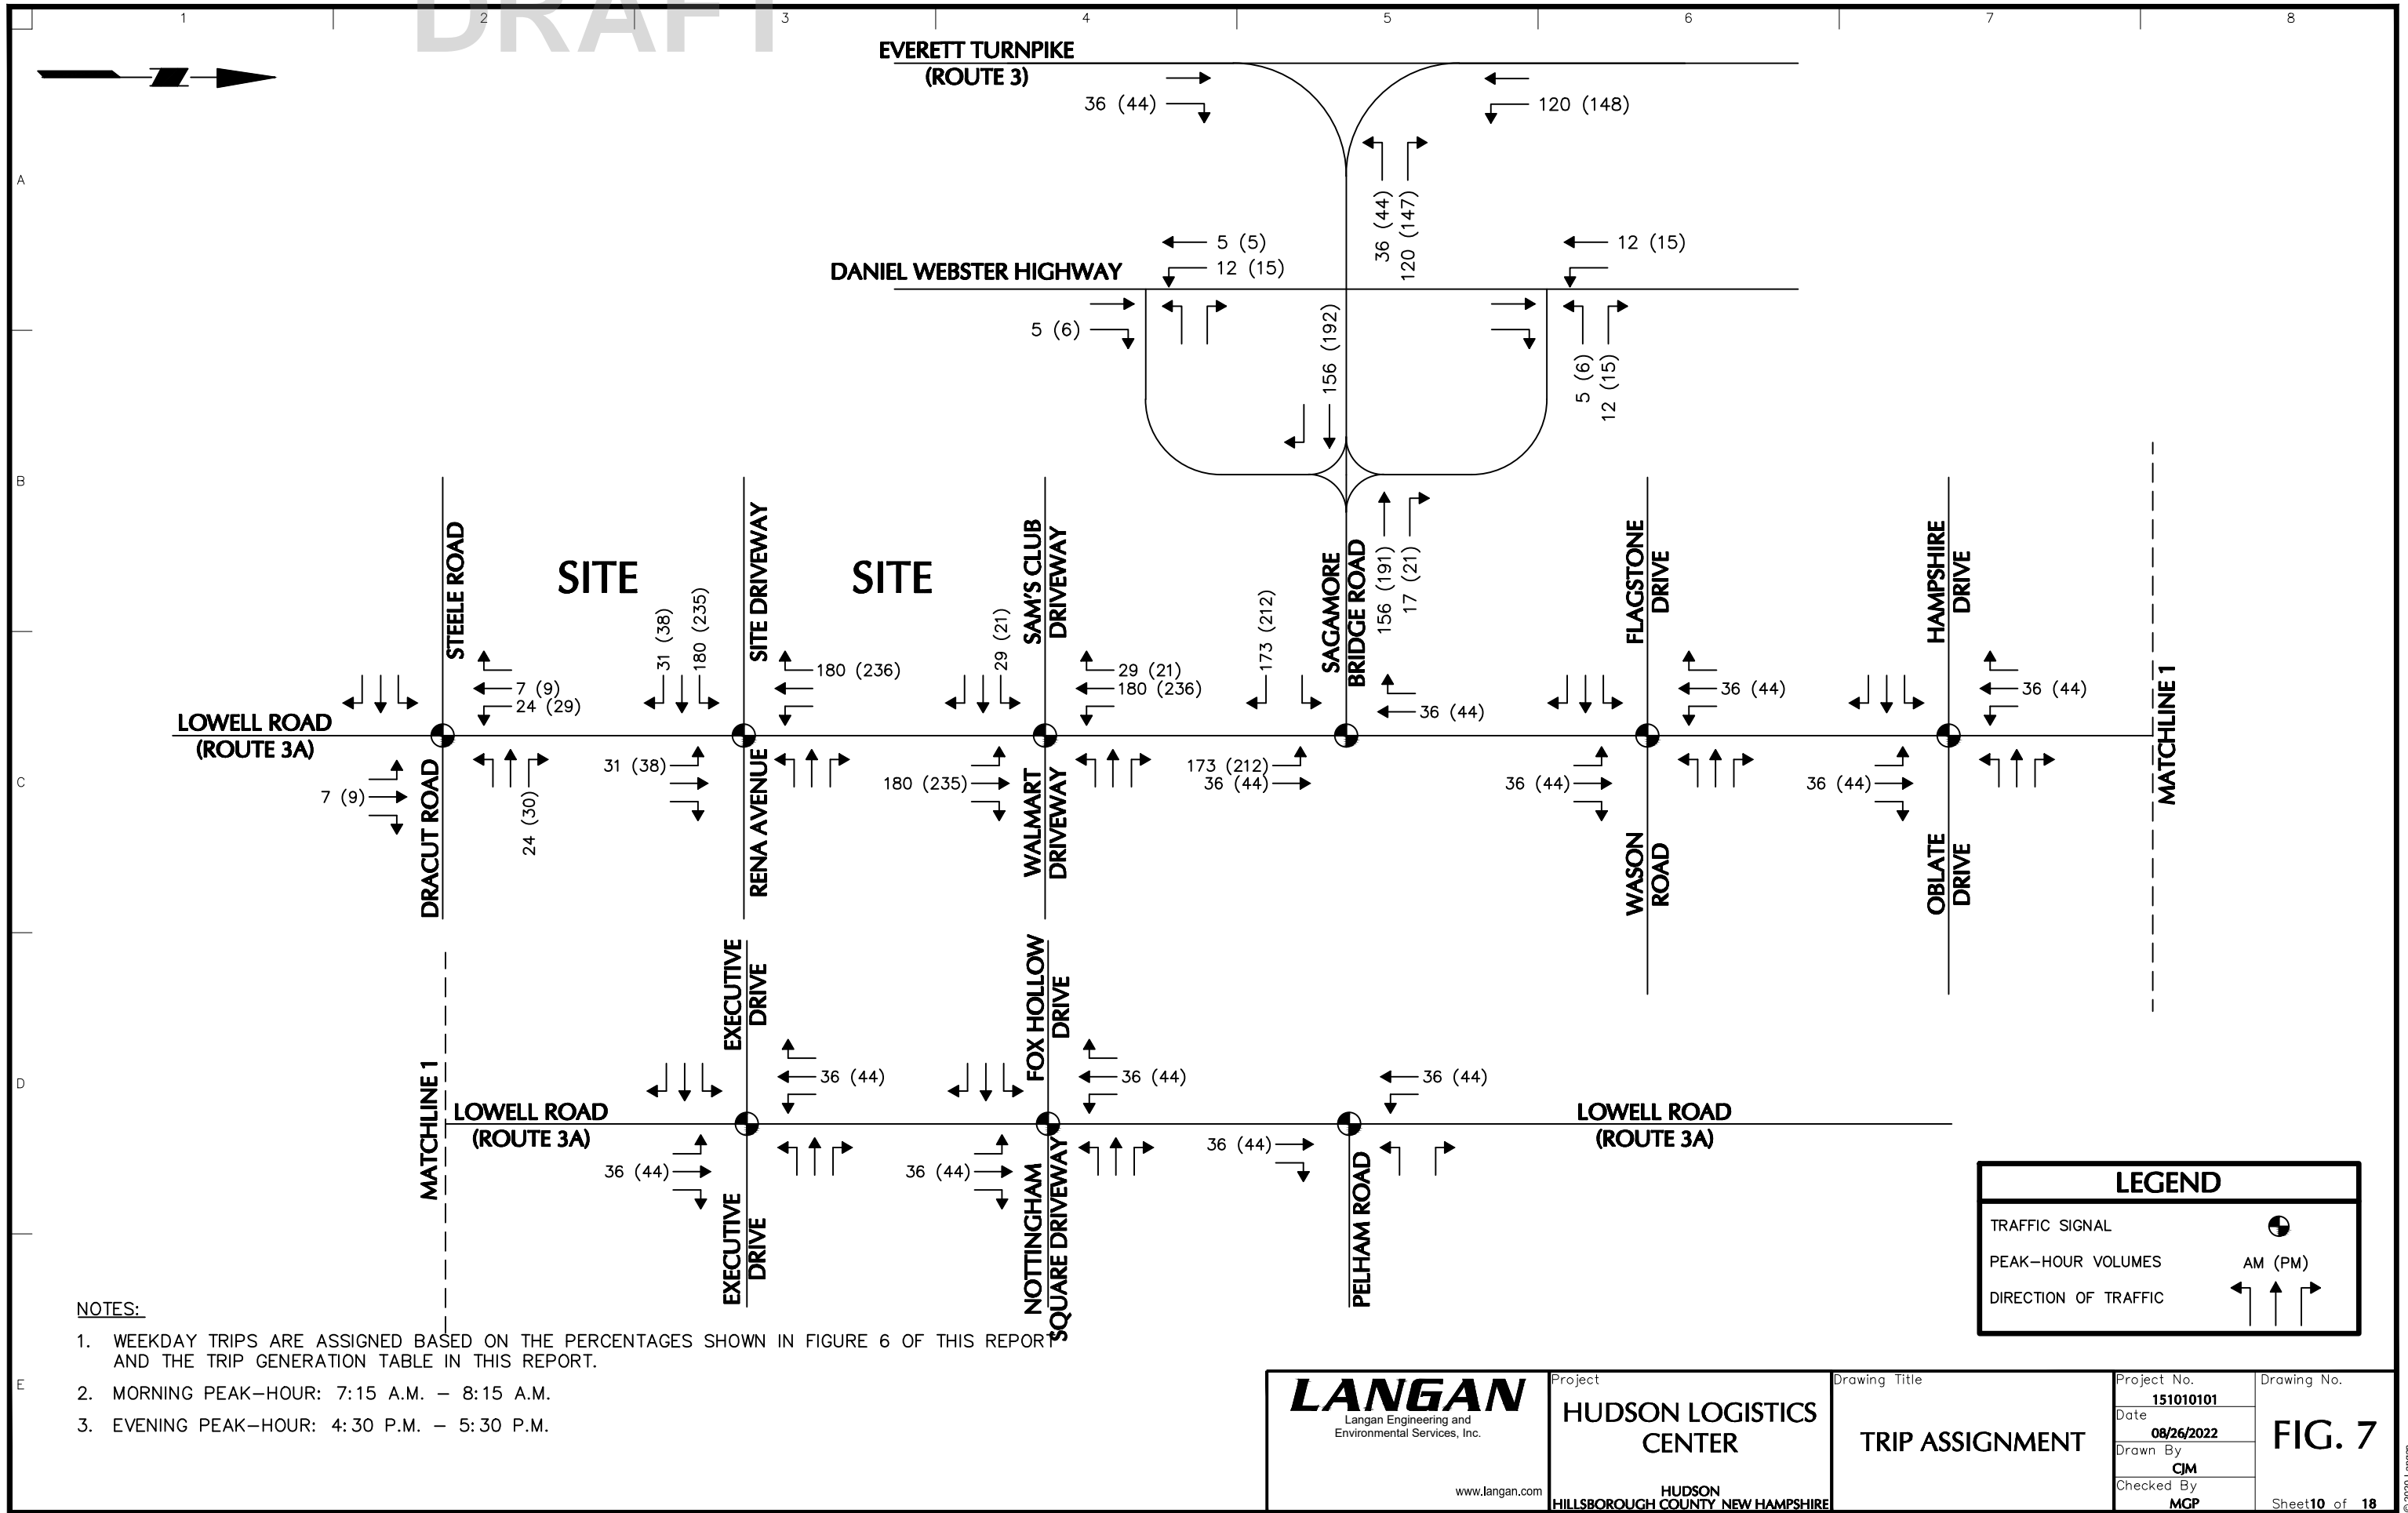 DRAFT
1 2 3 4 5 6 7 8
EVERETT TURNPIKE
(ROUTE 3)
36 (44)
120 (148)
A
36 (44)
120 (147)
5 (5)
12 (15)
12 (15)
DANIEL WEBSTER HIGHWAY
5 (6)
156 (192)
5 (6)
12 (15)
B
STEELE ROAD
SITE
SITE DRIVEWAY
SITE
SAM'S CLUB
DRIVEWAY
SAGAMORE
BRIDGE ROAD
156 (191)
17 (21)
FLAGSTONE
DRIVE
HAMPSHIRE
DRIVE
31 (38)
180 (235)
29 (21)
173 (212)
7 (9)
24 (29)
180 (236)
29 (21)
180 (236)
36 (44)
36 (44)
36 (44)
MATCHLINE 1
LOWELL ROAD
(ROUTE 3A)
C
7 (9)
DRACUT ROAD
24 (30)
31 (38)
RENA AVENUE
180 (235)
WALMART
DRIVEWAY
173 (212)
36 (44)
36 (44)
WASON
ROAD
36 (44)
OBLATE
DRIVE
D
MATCHLINE 1
EXECUTIVE
DRIVE
FOX HOLLOW
DRIVE
36 (44)
36 (44)
36 (44)
LOWELL ROAD
(ROUTE 3A)
LOWELL ROAD
(ROUTE 3A)
36 (44)
EXECUTIVE
DRIVE
36 (44)
NOTTINGHAM
SQUARE DRIVEWAY
36 (44)
PELHAM ROAD
LEGEND
TRAFFIC SIGNAL
PEAK-HOUR VOLUMES AM (PM)
DIRECTION OF TRAFFIC
E
NOTES:
1. WEEKDAY TRIPS ARE ASSIGNED BASED ON THE PERCENTAGES SHOWN IN FIGURE 6 OF THIS REPORT
AND THE TRIP GENERATION TABLE IN THIS REPORT.
2. MORNING PEAK-HOUR: 7:15 A.M. - 8:15 A.M.
3. EVENING PEAK-HOUR: 4:30 P.M. - 5:30 P.M.
LANGAN
Langan Engineering and
Environmental Services, Inc.
www.langan.com
Project
HUDSON LOGISTICS
CENTER
HUDSON
HILLSBOROUGH COUNTY NEW HAMPSHIRE
Drawing Title
TRIP ASSIGNMENT
Project No.
151010101
Date
08/26/2022
Drawn By
CJM
Checked By
MGP
Drawing No.
FIG. 7
Sheet 10 of 18
© 2020 Langan